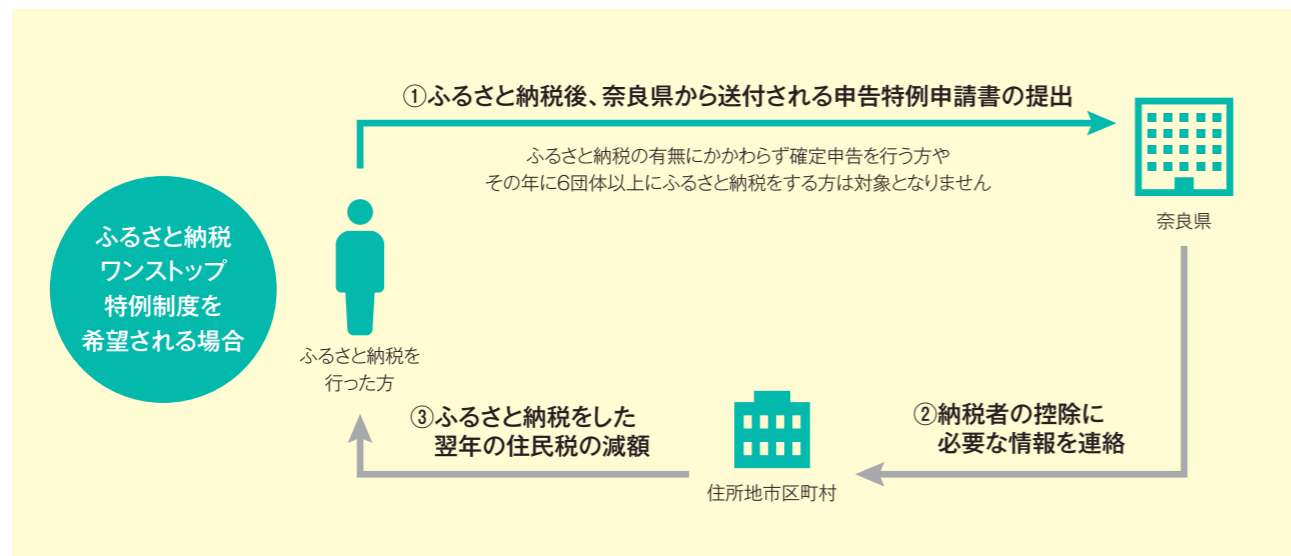 ①ふるさと納税後、奈良県から送付される申告特例申請書の提出
ふるさと納税の有無にかかわらず確定申告を行う方や
その年に6団体以上にふるさと納税をする方は対象となりません
奈良県
ふるさと納税
ワンストップ
特例制度を
希望される場合
ふるさと納税を
行った方
②納税者の控除に
必要な情報を連絡
住所地市区町村
③ふるさと納税をした
翌年の住民税の減額